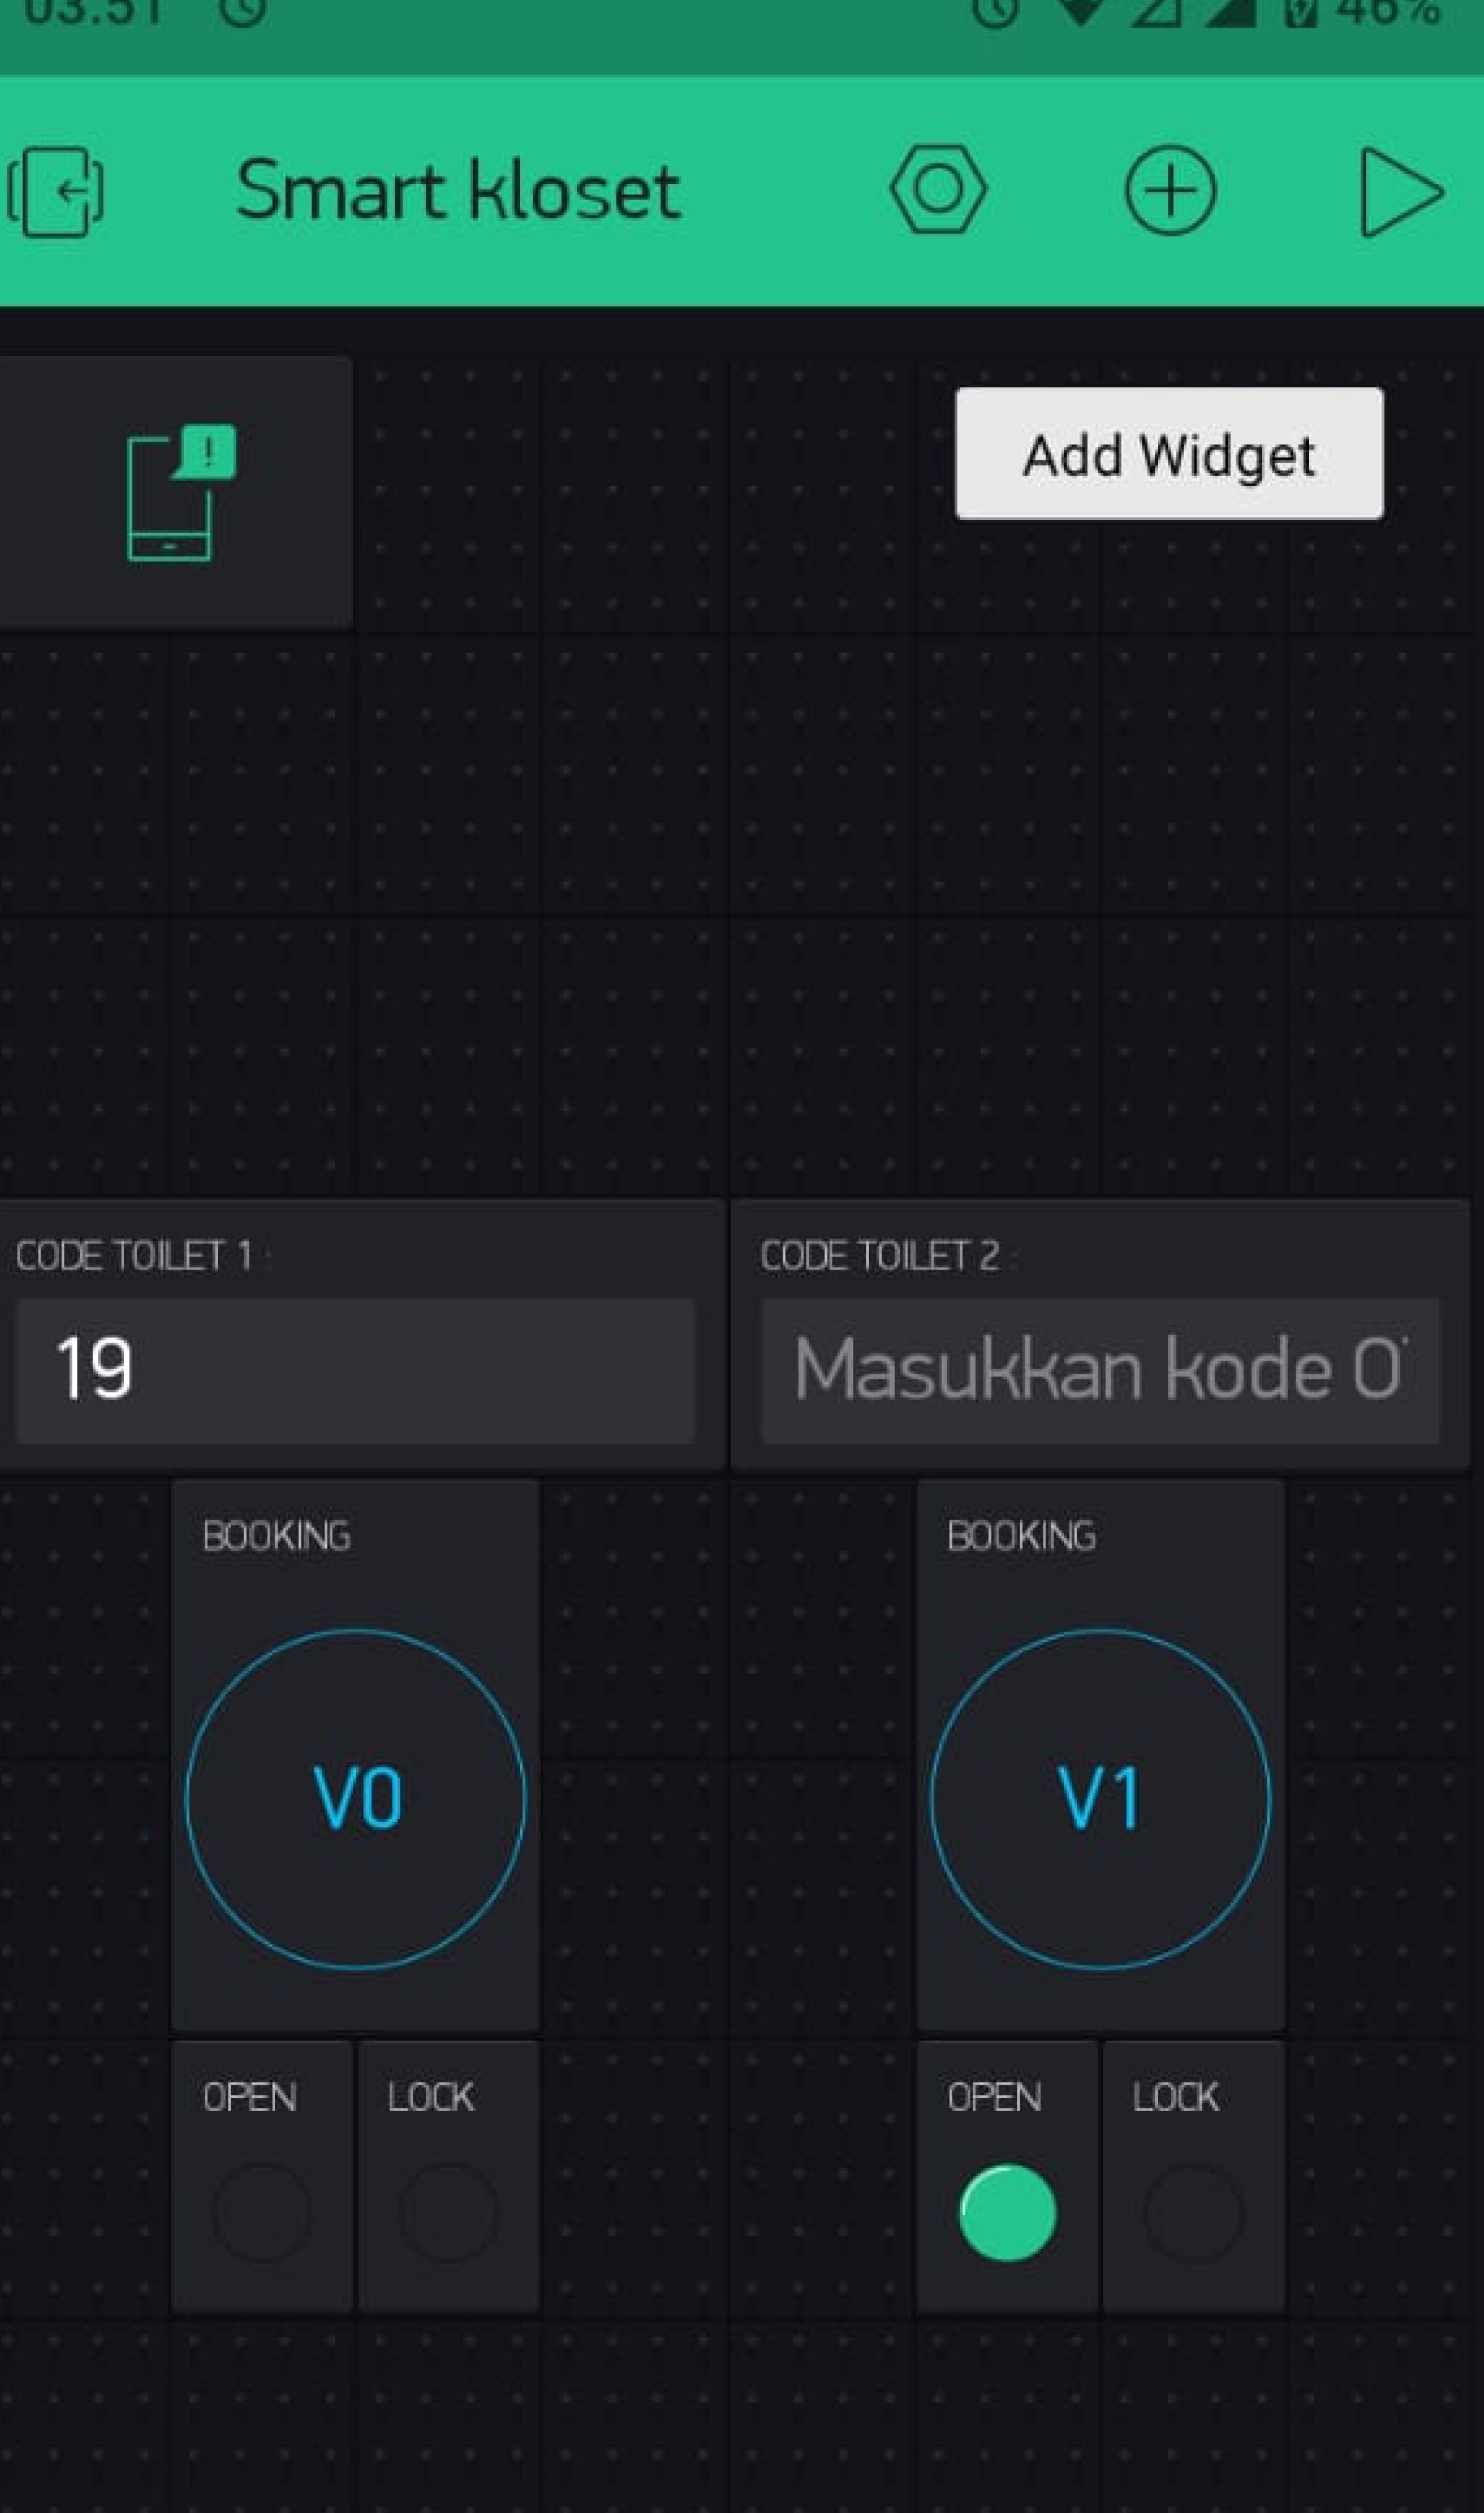 03.51 46%
Smart kloset
!
Add Widget
CODE TOILET 1 : CODE TOILET 2 :
19 Masukkan kode O
BOOKING BOOKING
V0 V1
OPEN LOCK OPEN LOCK